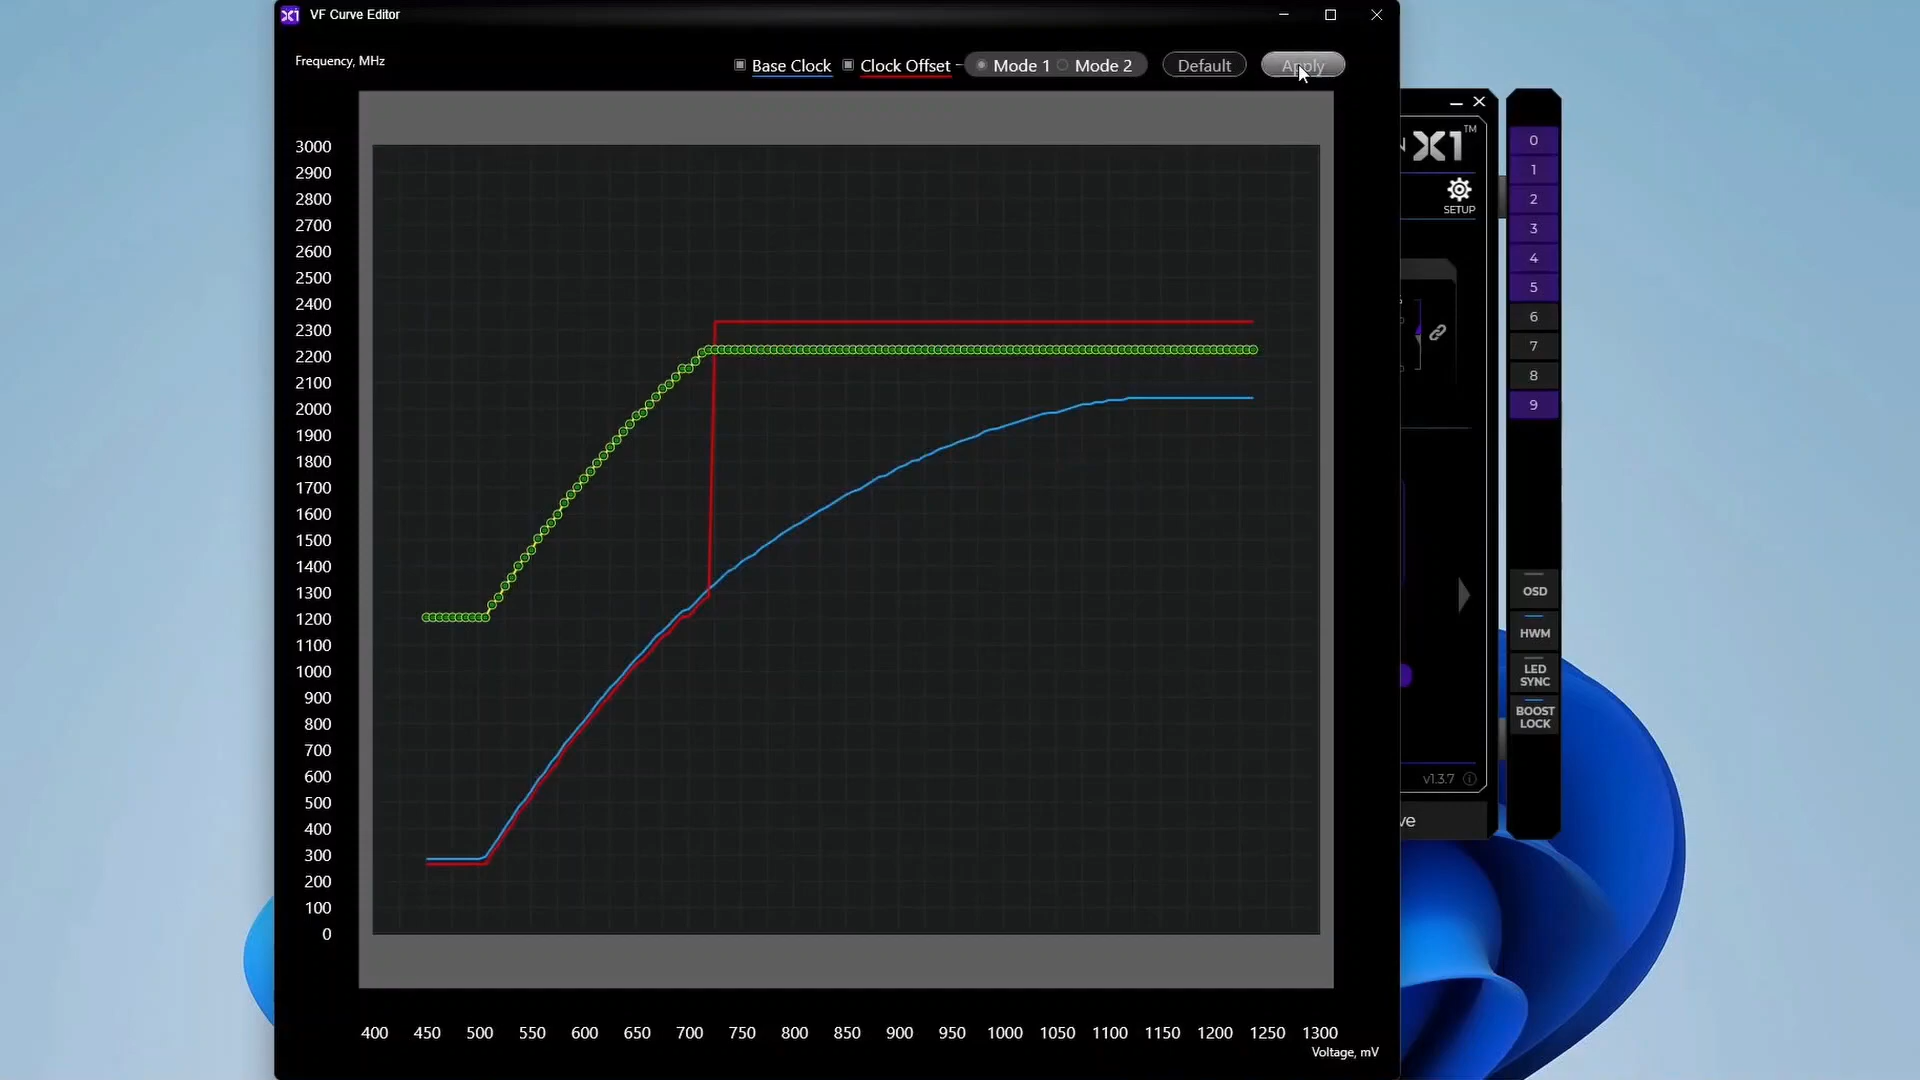 VF Curve Editor
Frequency, MHz
Base Clock Clock Offset Mode 1 Mode 2 Default Apply
3000
2900
2800
2700
2600
2500
2400
2300
2200
2100
2000
1900
1800
1700
1600
1500
1400
1300
1200
1100
1000
900
800
700
600
500
400
300
200
100
0
400 450 500 550 600 650 700 750 800 850 900 950 1000 1050 1100 1150 1200 1250 1300
Voltage, mV
X1™
SETUP
v1.3.7
ve
0
1
2
3
4
5
6
7
8
9
OSD
HWM
LED
SYNC
BOOST
LOCK